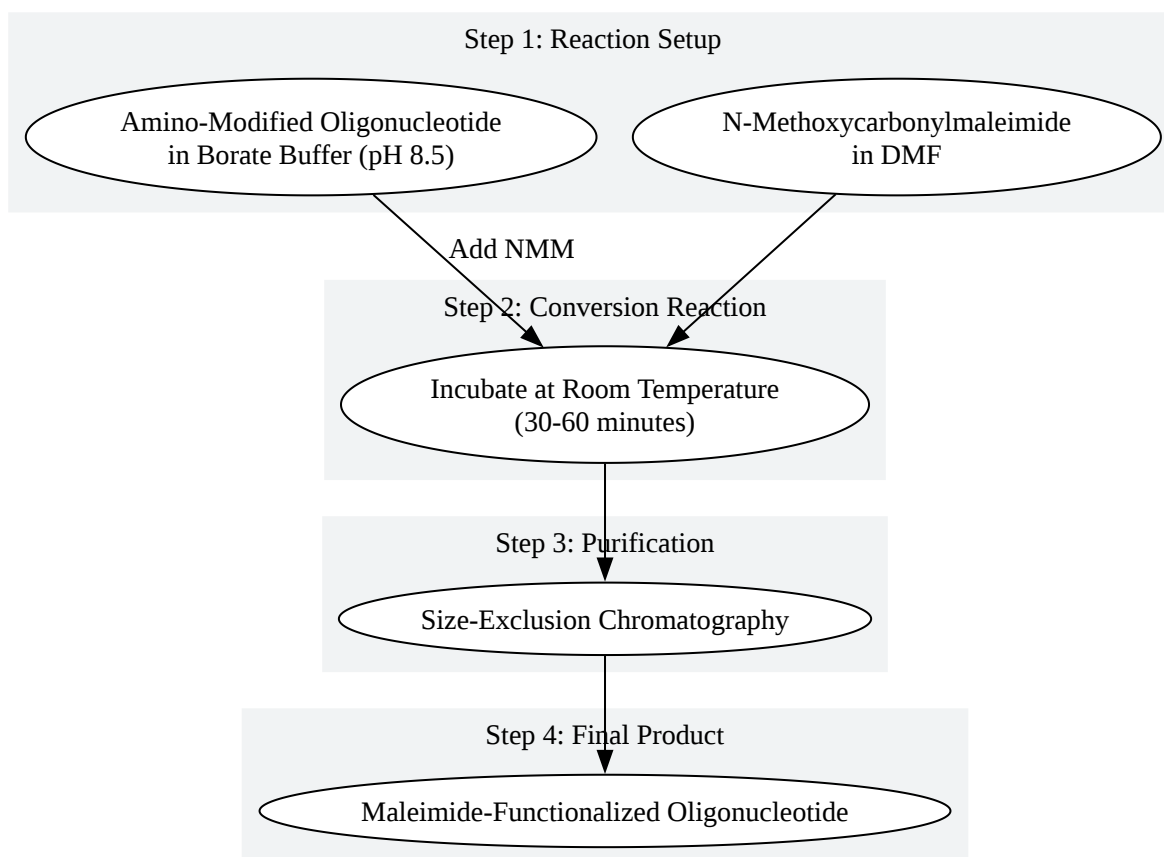 Step 1: Reaction Setup
Amino-Modified Oligonucleotide
in Borate Buffer (pH 8.5)
N-Methoxycarbonylmaleimide
in DMF
Add NMM
Step 2: Conversion Reaction
Incubate at Room Temperature
(30-60 minutes)
Step 3: Purification
Size-Exclusion Chromatography
Step 4: Final Product
Maleimide-Functionalized Oligonucleotide